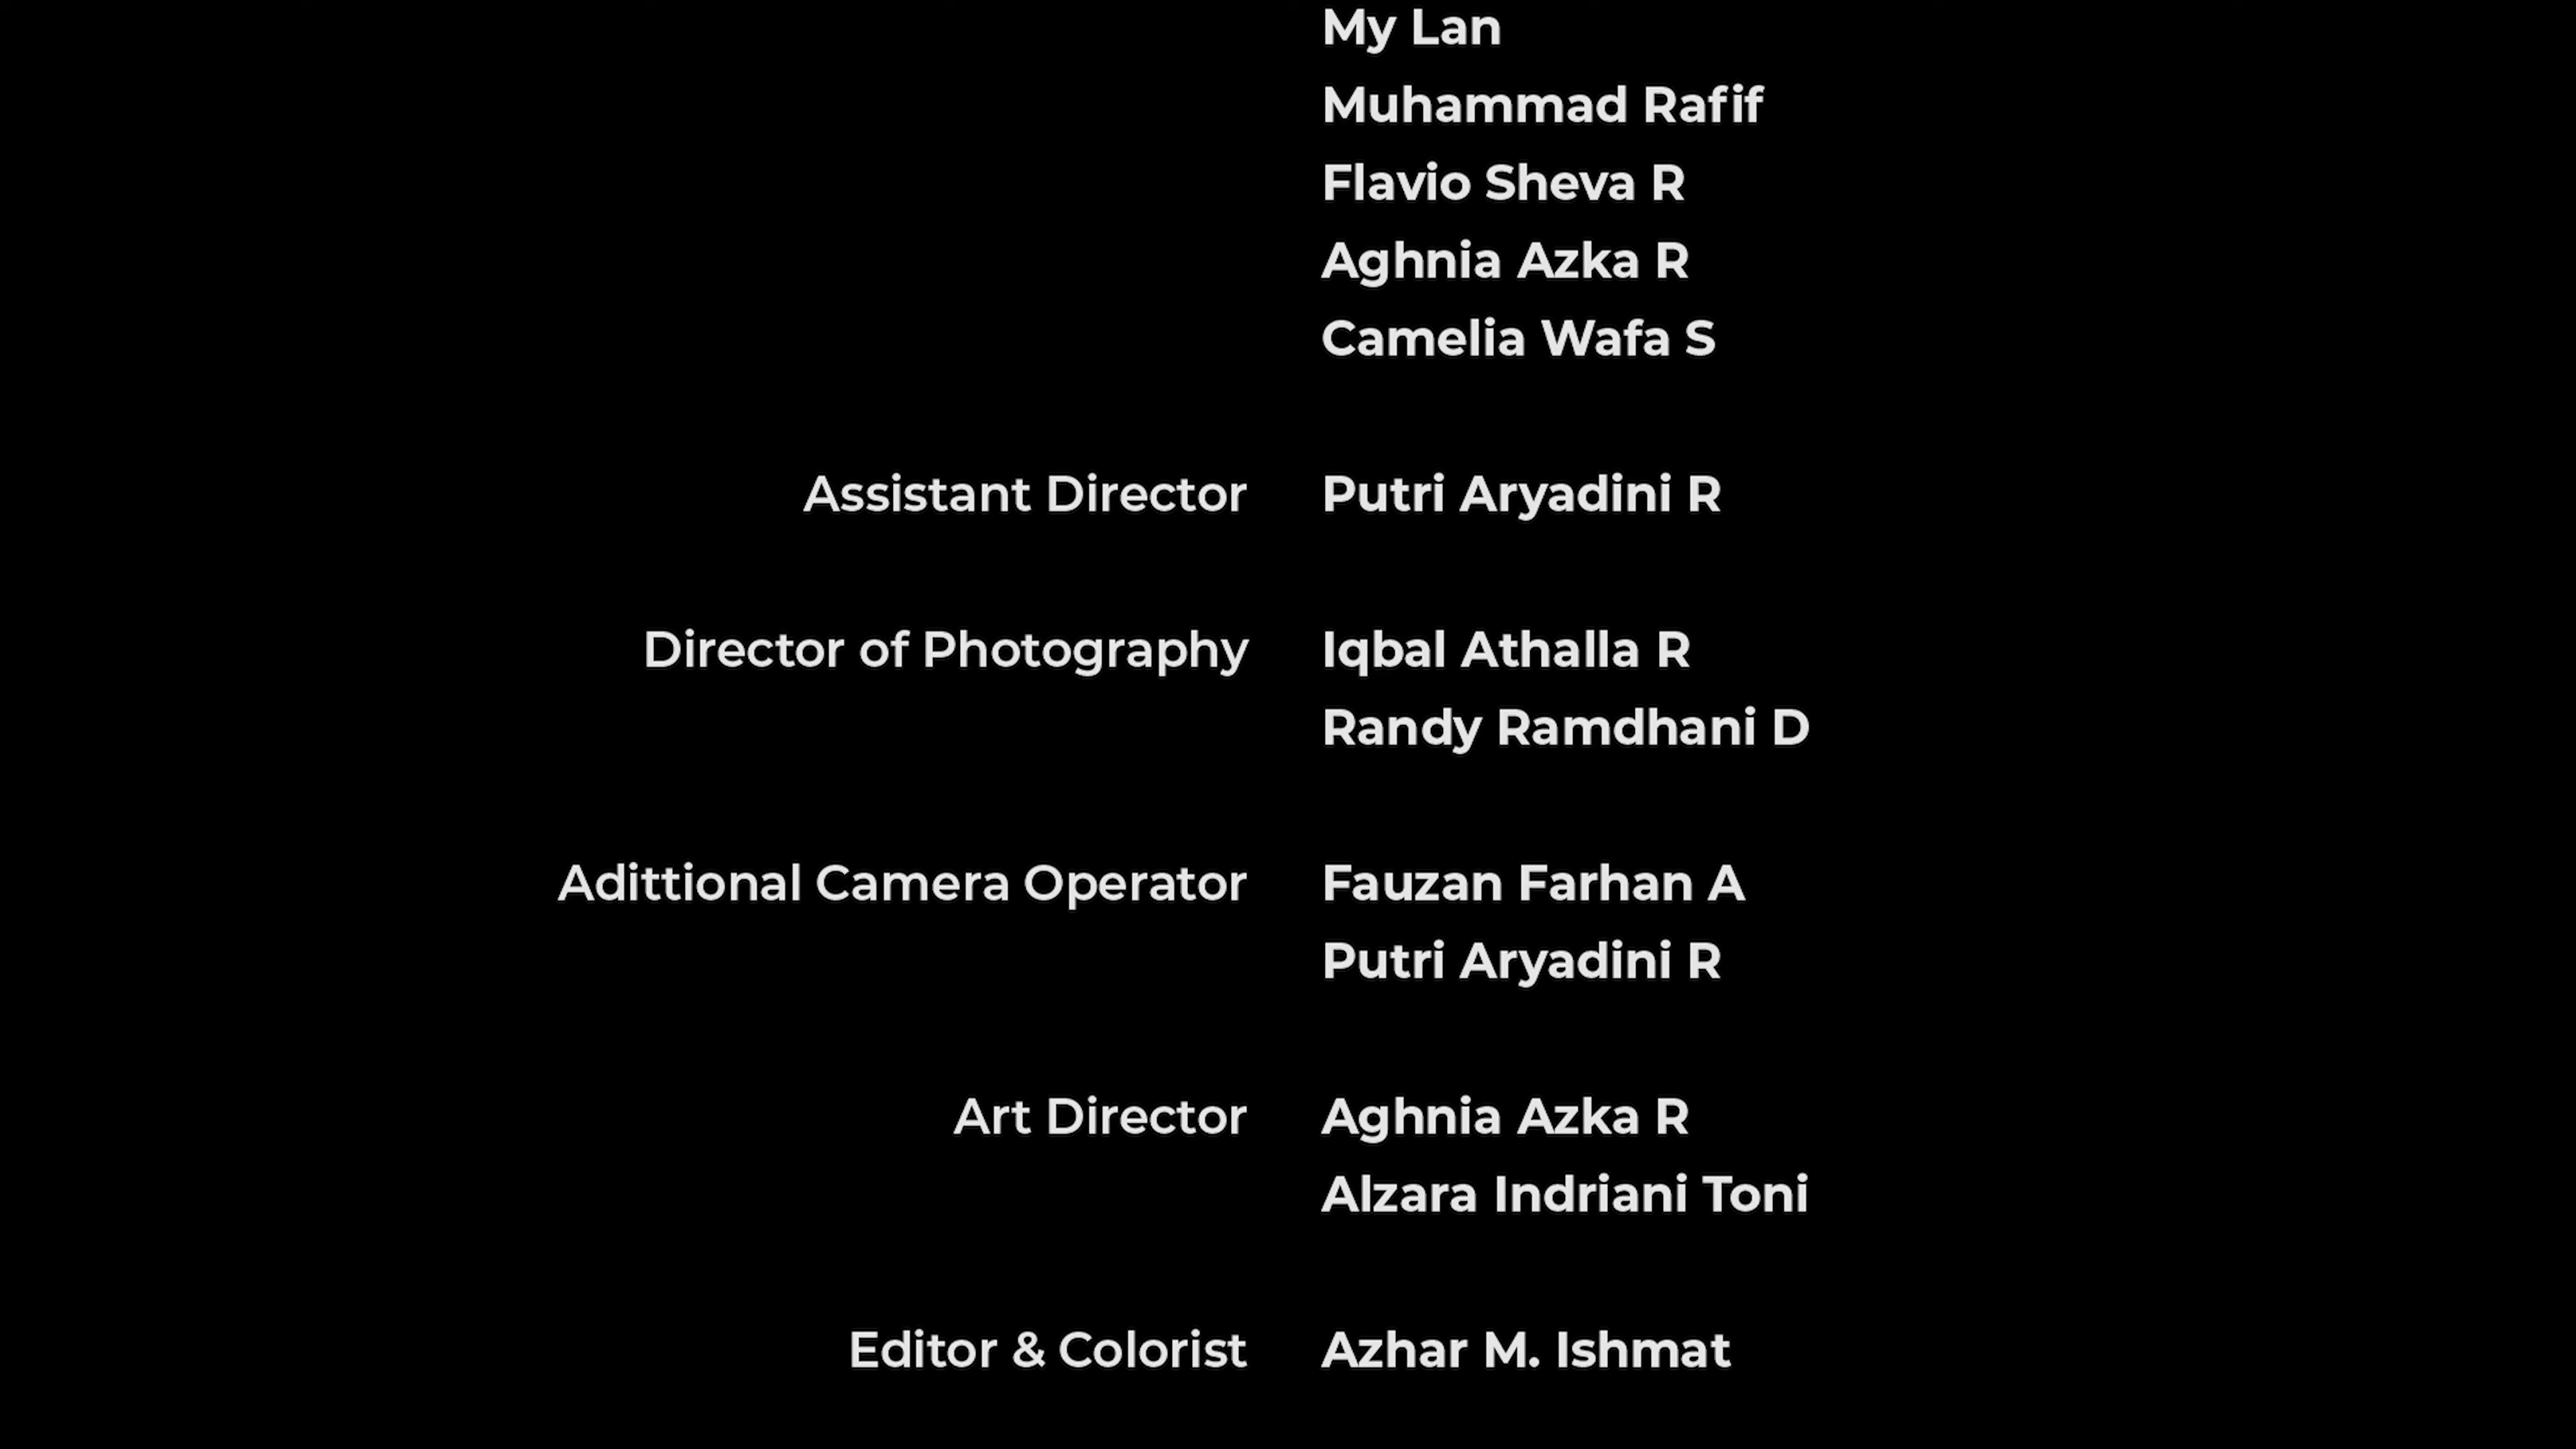 My Lan
Muhammad Rafif
Flavio Sheva R
Aghnia Azka R
Camelia Wafa S
Assistant Director Putri Aryadini R
Director of Photography Iqbal Athalla R
Randy Ramdhani D
Adittional Camera Operator Fauzan Farhan A
Putri Aryadini R
Art Director Aghnia Azka R
Alzara Indriani Toni
Editor & Colorist Azhar M. Ishmat